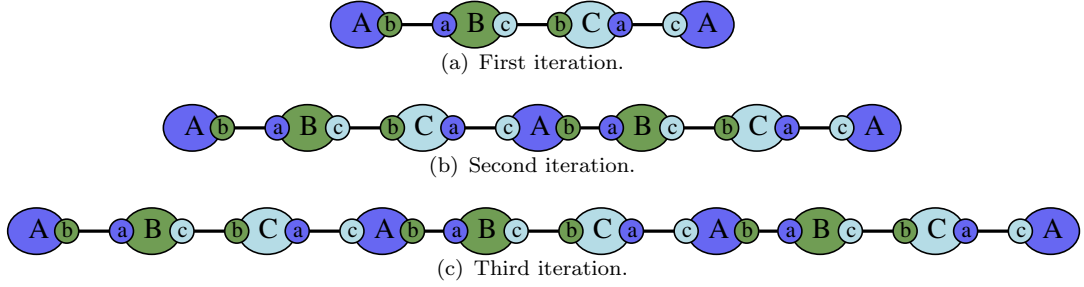 A b a B c b C a c A
(a) First iteration.
A b a B c b C a c A b a B c b C a c A
(b) Second iteration.
A b a B c b C a c A b a B c b C a c A b a B c b C a c A
(c) Third iteration.